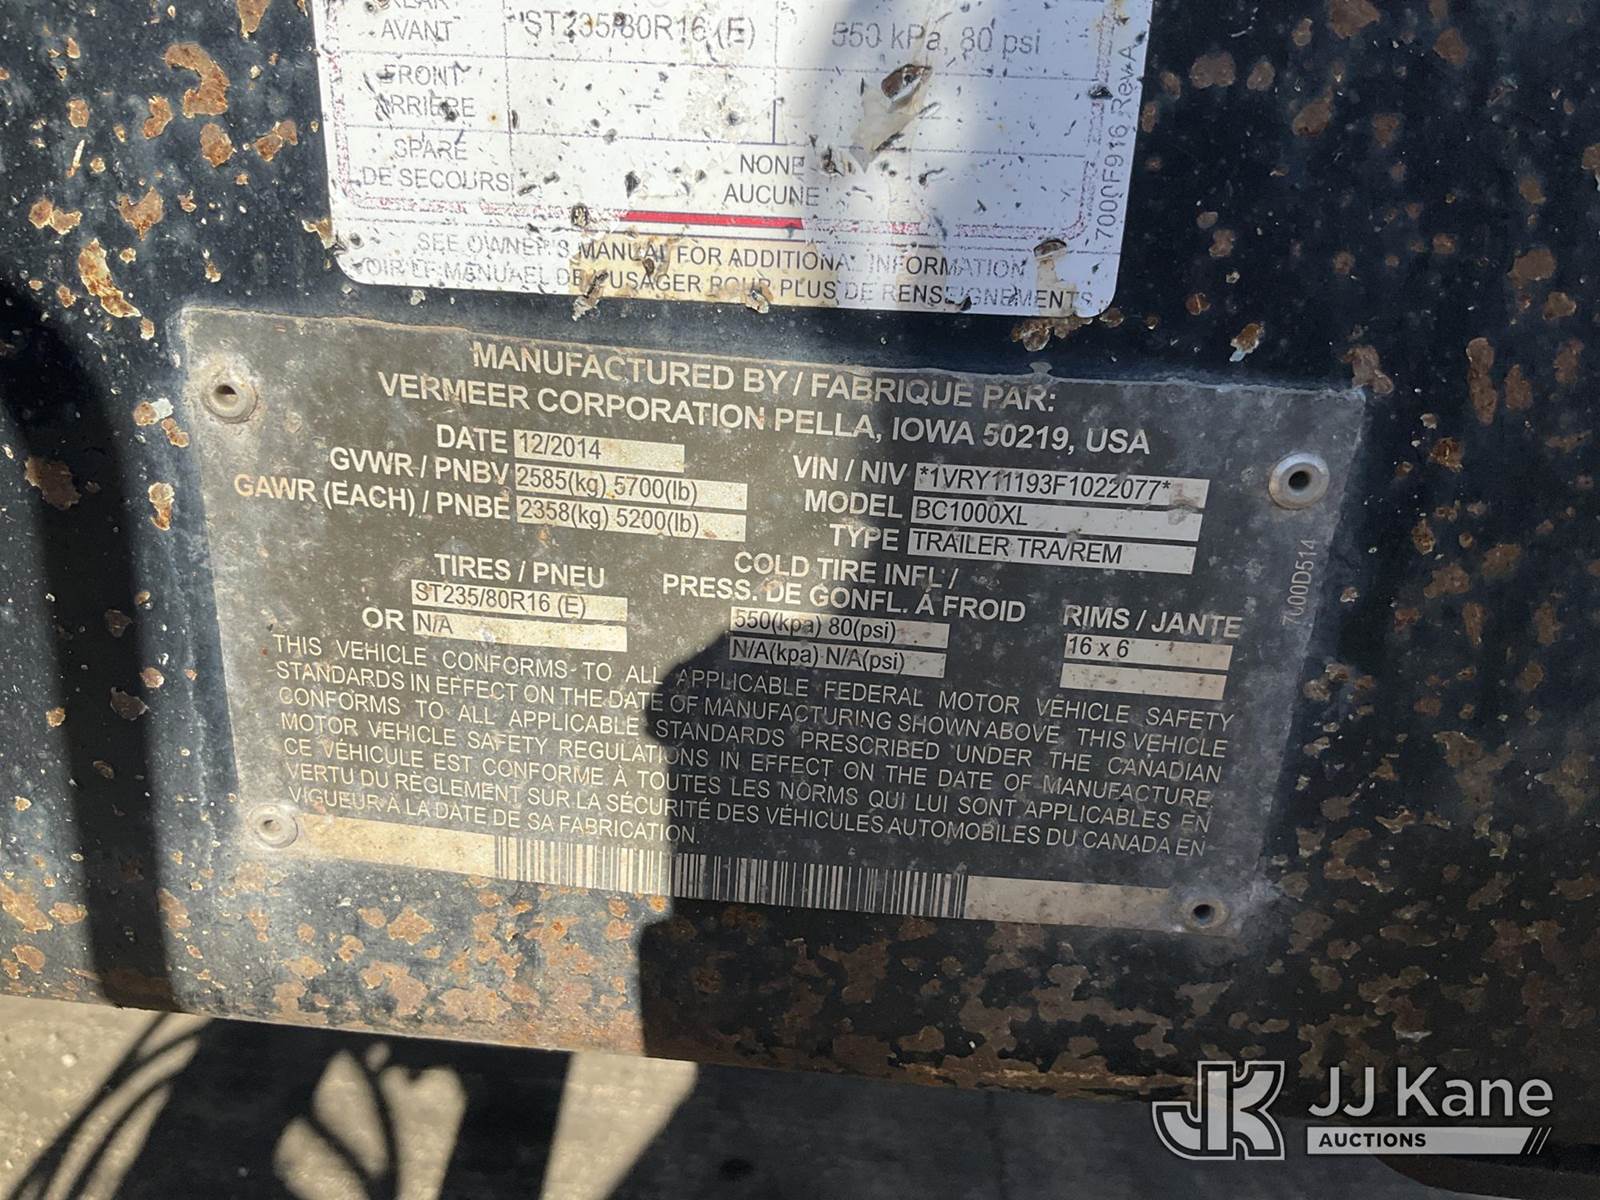 AVANT ST235/80R16 (E) 550 kPa, 80 psi
FRONT
ARRIÈRE
SPARE NONE
DE SECOURS AUCUNE
SEE OWNER'S MANUAL FOR ADDITIONAL INFORMATION
VOIR LE MANUAEL DE L'USAGER POUR PLUS DE RENSEIGNEMENTS
7000F916 Rev A
MANUFACTURED BY / FABRIQUE PAR:
VERMEER CORPORATION PELLA, IOWA 50219, USA
DATE 12/2014
GVWR / PNBV 2585(kg) 5700(lb)
GAWR (EACH) / PNBE 2358(kg) 5200(lb)
VIN / NIV *1VRY11193F1022077*
MODEL BC1000XL
TYPE TRAILER TRA/REM
TIRES / PNEU
ST235/80R16 (E)
OR N/A
COLD TIRE INFL /
PRESS. DE GONFL. À FROID
550(kpa) 80(psi)
N/A(kpa) N/A(psi)
RIMS / JANTE
16 x 6
7000D514
THIS VEHICLE CONFORMS TO ALL APPLICABLE FEDERAL MOTOR VEHICLE SAFETY
STANDARDS IN EFFECT ON THE DATE OF MANUFACTURING SHOWN ABOVE, THIS VEHICLE
CONFORMS TO ALL APPLICABLE STANDARDS PRESCRIBED UNDER THE CANADIAN
MOTOR VEHICLE SAFETY REGULATIONS IN EFFECT ON THE DATE OF MANUFACTURE.
CE VÉHICULE EST CONFORME À TOUTES LES NORMS QUI LUI SONT APPLICABLES EN
VERTU DU RÈGLEMENT SUR LA SÉCURITÉ DES VÉHICULES AUTOMOBILES DU CANADA EN
VIGUEUR À LA DATE DE SA FABRICATION.
JK JJ Kane
AUCTIONS